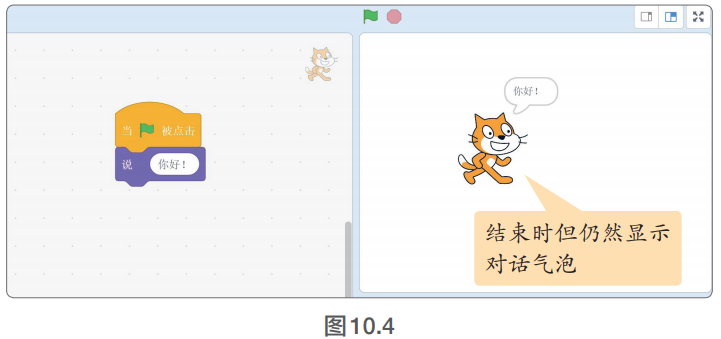 当 被点击
说 你好！
你好！
结束时但仍然显示
对话气泡
图10.4